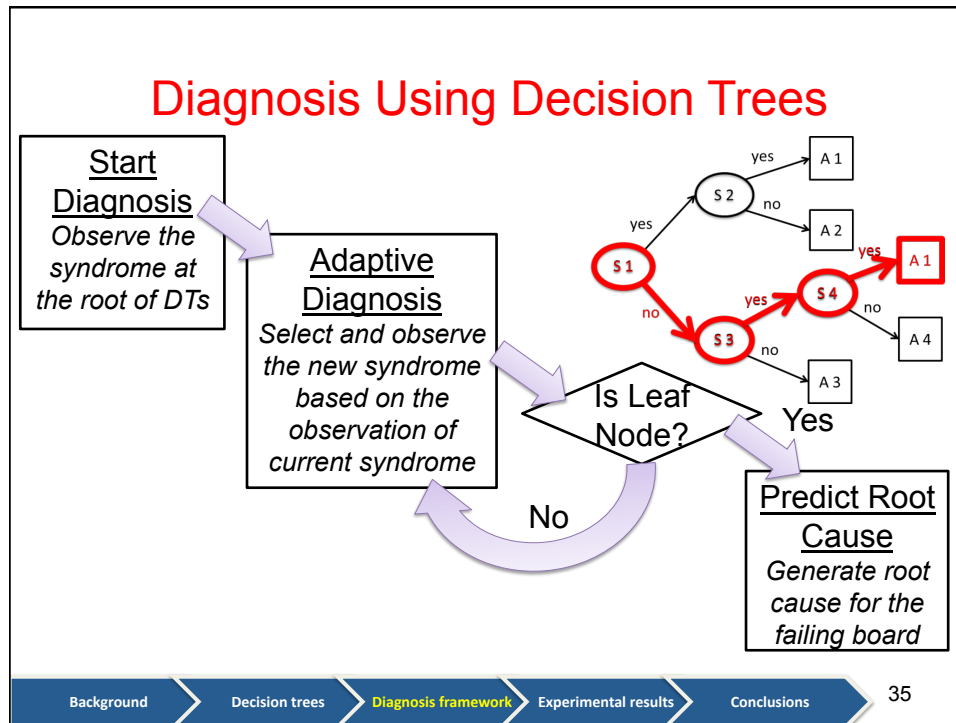 Diagnosis Using Decision Trees
Start
Diagnosis
Observe the
syndrome at
the root of DTs
Adaptive
Diagnosis
Select and observe
the new syndrome
based on the
observation of
current syndrome
Is Leaf
Node?
Yes
No
Predict Root
Cause
Generate root
cause for the
failing board
S 1
yes
no
S 2
yes
no
A 1
A 2
S 3
yes
no
S 4
yes
no
A 1
A 4
A 3
Background
Decision trees
Diagnosis framework
Experimental results
Conclusions
35